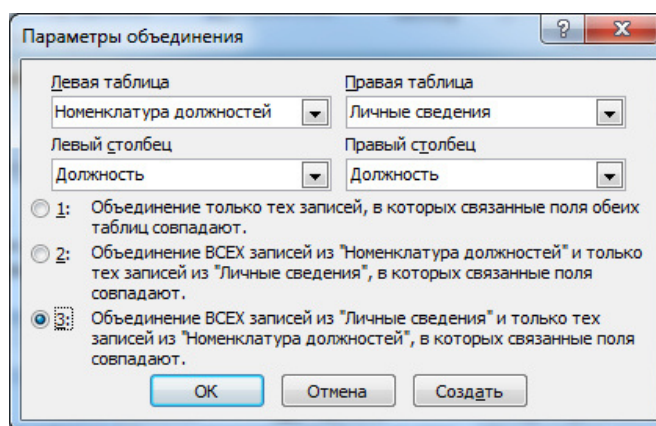 Параметры объединения
Левая таблица
Правая таблица
Номенклатура должностей
Личные сведения
Левый столбец
Правый столбец
Должность
Должность
1: Объединение только тех записей, в которых связанные поля обеих
таблиц совпадают.
2: Объединение ВСЕХ записей из "Номенклатура должностей" и только
тех записей из "Личные сведения", в которых связанные поля
совпадают.
3: Объединение ВСЕХ записей из "Личные сведения" и только тех
записей из "Номенклатура должностей", в которых связанные поля
совпадают.
ОК
Отмена
Создать